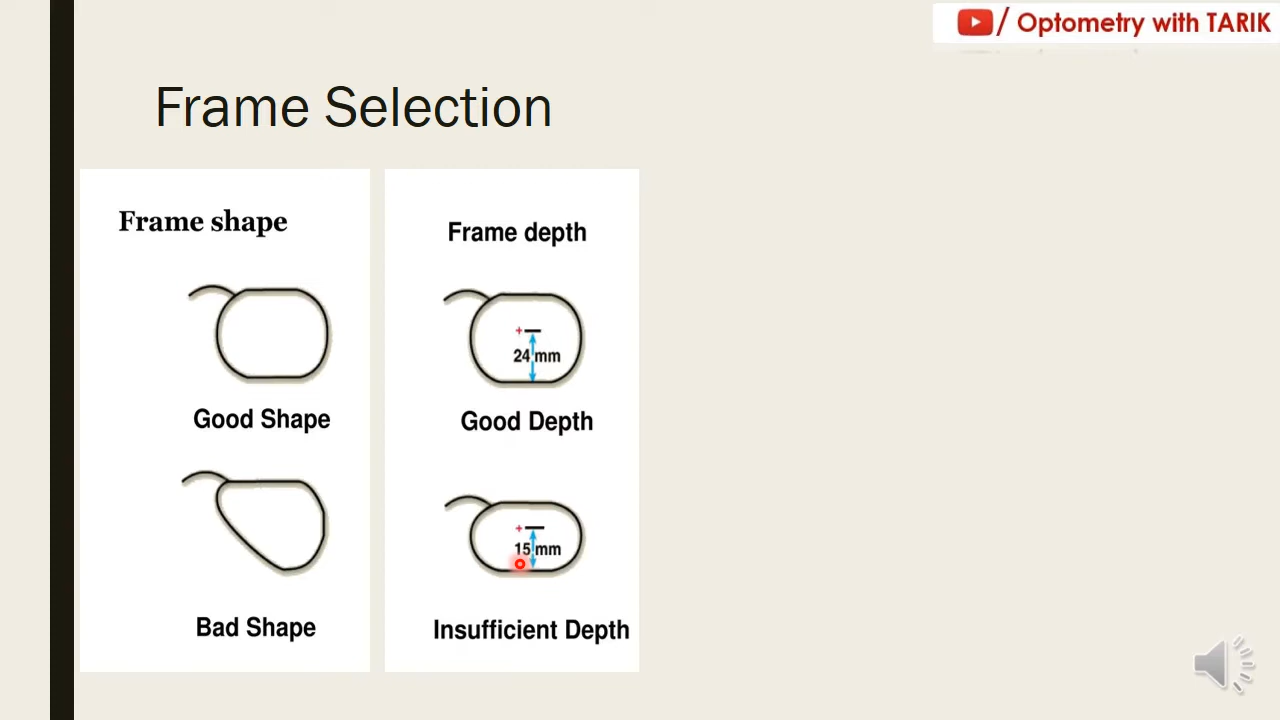 / Optometry with TARIK
Frame Selection
Frame shape
Good Shape
Bad Shape
Frame depth
+
24 mm
Good Depth
+
15 mm
Insufficient Depth